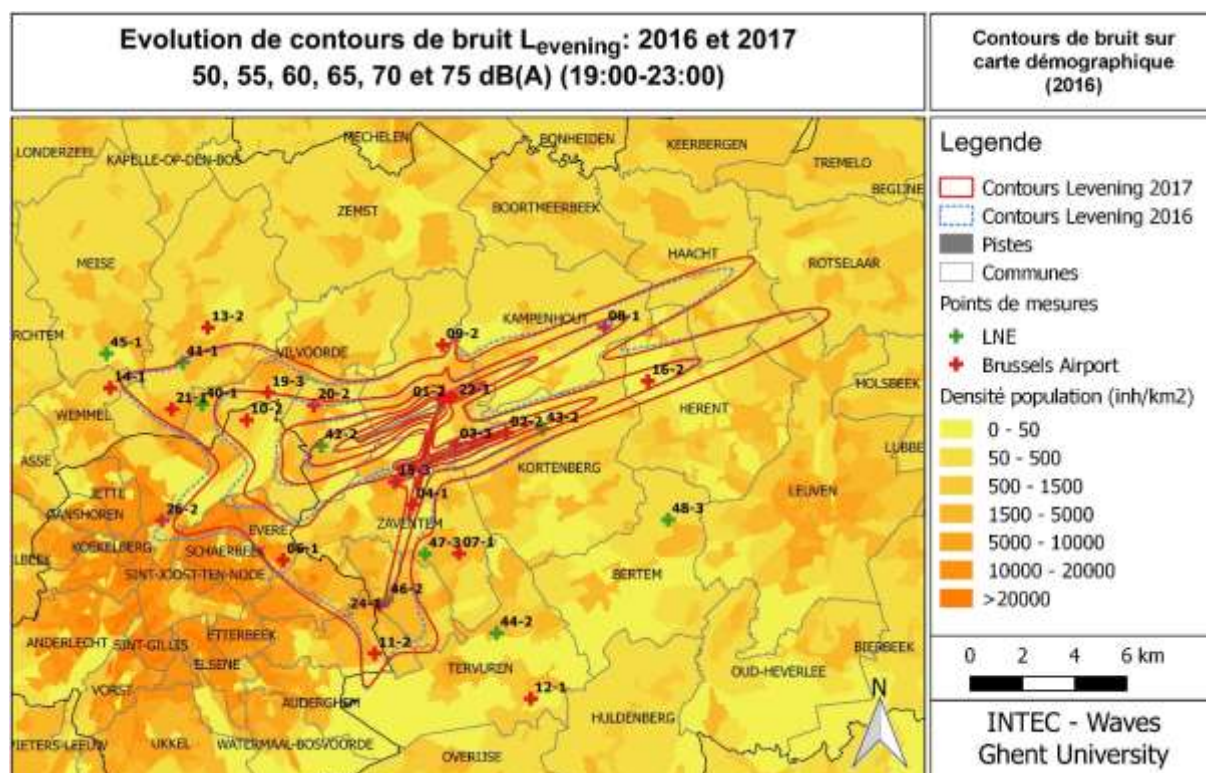 Evolution de contours de bruit Levening: 2016 et 2017
50, 55, 60, 65, 70 et 75 dB(A) (19:00-23:00)
Contours de bruit sur
carte démographique
(2016)
MECHELEN
BONHEIDEN
KEERBERGEN
LONDERZEEL
KAPELLE-OP-DEN-BOS
TREMELO
BEGIJNE
ZEMST
BOORTMEERBEEK
HAACHT
ROTSELAAR
MEISE
13-2
KAMPENHOUT
08-1
RCHTEM
45-1
41-1
VILVOORDE
09-2
14-1
19-3
20-2
01-2
22-1
16-2
HOLSBEEK
WEMMEL
21-1
40-1
10-2
HERENT
02-2
43-2
42-2
03-3
LUBBE
ASSE
15-3
KORTENBERG
JETTE
04-1
LEUVEN
GANSHOREN
26-2
EVERE
ZAVENTEM
48-3
KOEKELBERG
SCHAERBEEK
06-1
47-3
07-1
LBEEK
SINT-JOOST-TEN-NODE
BERTEM
46-2
24-1
ANDERLECHT
SINT-GILLIS
ETTERBEEK
44-2
ELSENE
11-2
TERVUREN
OUD-HEVERLEE
BIERBEEK
VORST
AUDERGHEM
12-1
HULDENBERG
PIETERS-LEEUW
UKKEL
WATERMAAL-BOSVOORDE
OVERIJSE
N
Legende
Contours Levening 2017
Contours Levening 2016
Pistes
Communes
Points de mesures
LNE
Brussels Airport
Densité population (inh/km2)
0 - 50
50 - 500
500 - 1500
1500 - 5000
5000 - 10000
10000 - 20000
>20000
0 2 4 6 km
INTEC - Waves
Ghent University